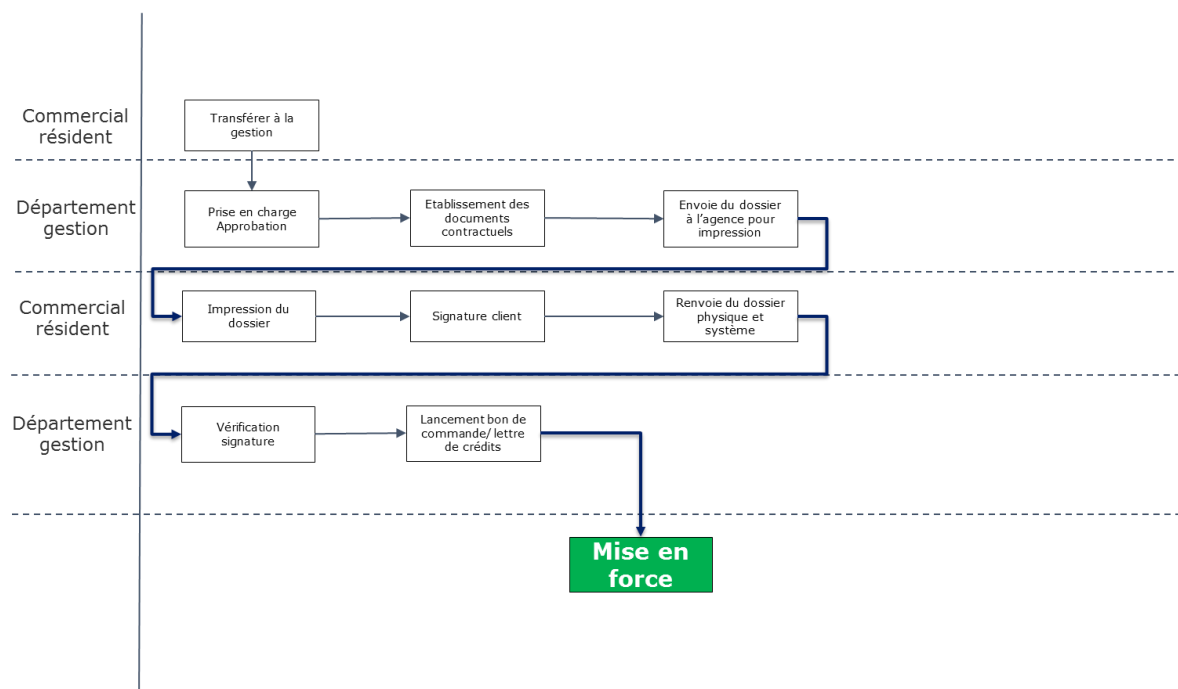 Commercial
résident
Transférer à la
gestion
Département
gestion
Prise en charge
Approbation
Etablissement des
documents
contractuels
Envoie du dossier
à l’agence pour
impression
Commercial
résident
Impression du
dossier
Signature client
Renvoie du dossier
physique et
système
Département
gestion
Vérification
signature
Lancement bon de
commande/ lettre
de crédits
Mise en
force